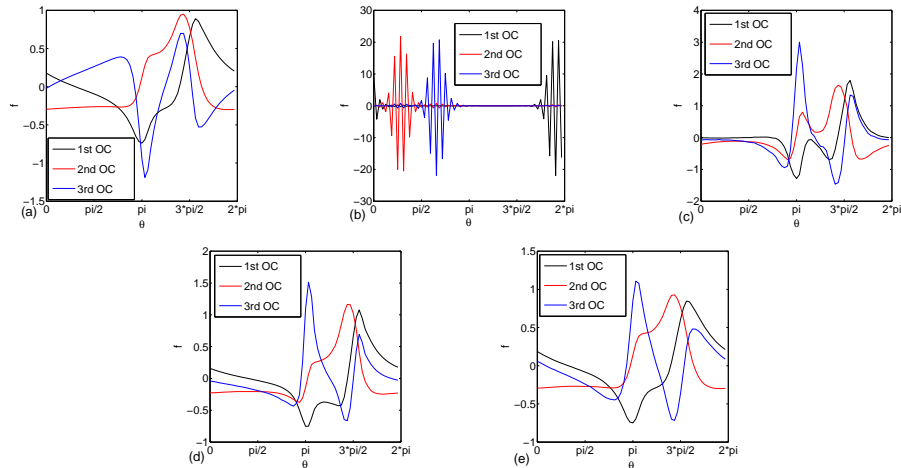 1
0.5
0
-0.5
-1
-1.5
f
1st OC
2nd OC
3rd OC
0 pi/2 pi 3*pi/2 2*pi
θ
(a)
30
20
10
0
-10
-20
-30
f
1st OC
2nd OC
3rd OC
0 pi/2 pi 3*pi/2 2*pi
θ
(b)
4
3
2
1
0
-1
-2
f
1st OC
2nd OC
3rd OC
0 pi/2 pi 3*pi/2 2*pi
θ
(c)
2
1.5
1
0.5
0
-0.5
-1
f
1st OC
2nd OC
3rd OC
0 pi/2 pi 3*pi/2 2*pi
θ
(d)
1.5
1
0.5
0
-0.5
-1
f
1st OC
2nd OC
3rd OC
0 pi/2 pi 3*pi/2 2*pi
θ
(e)